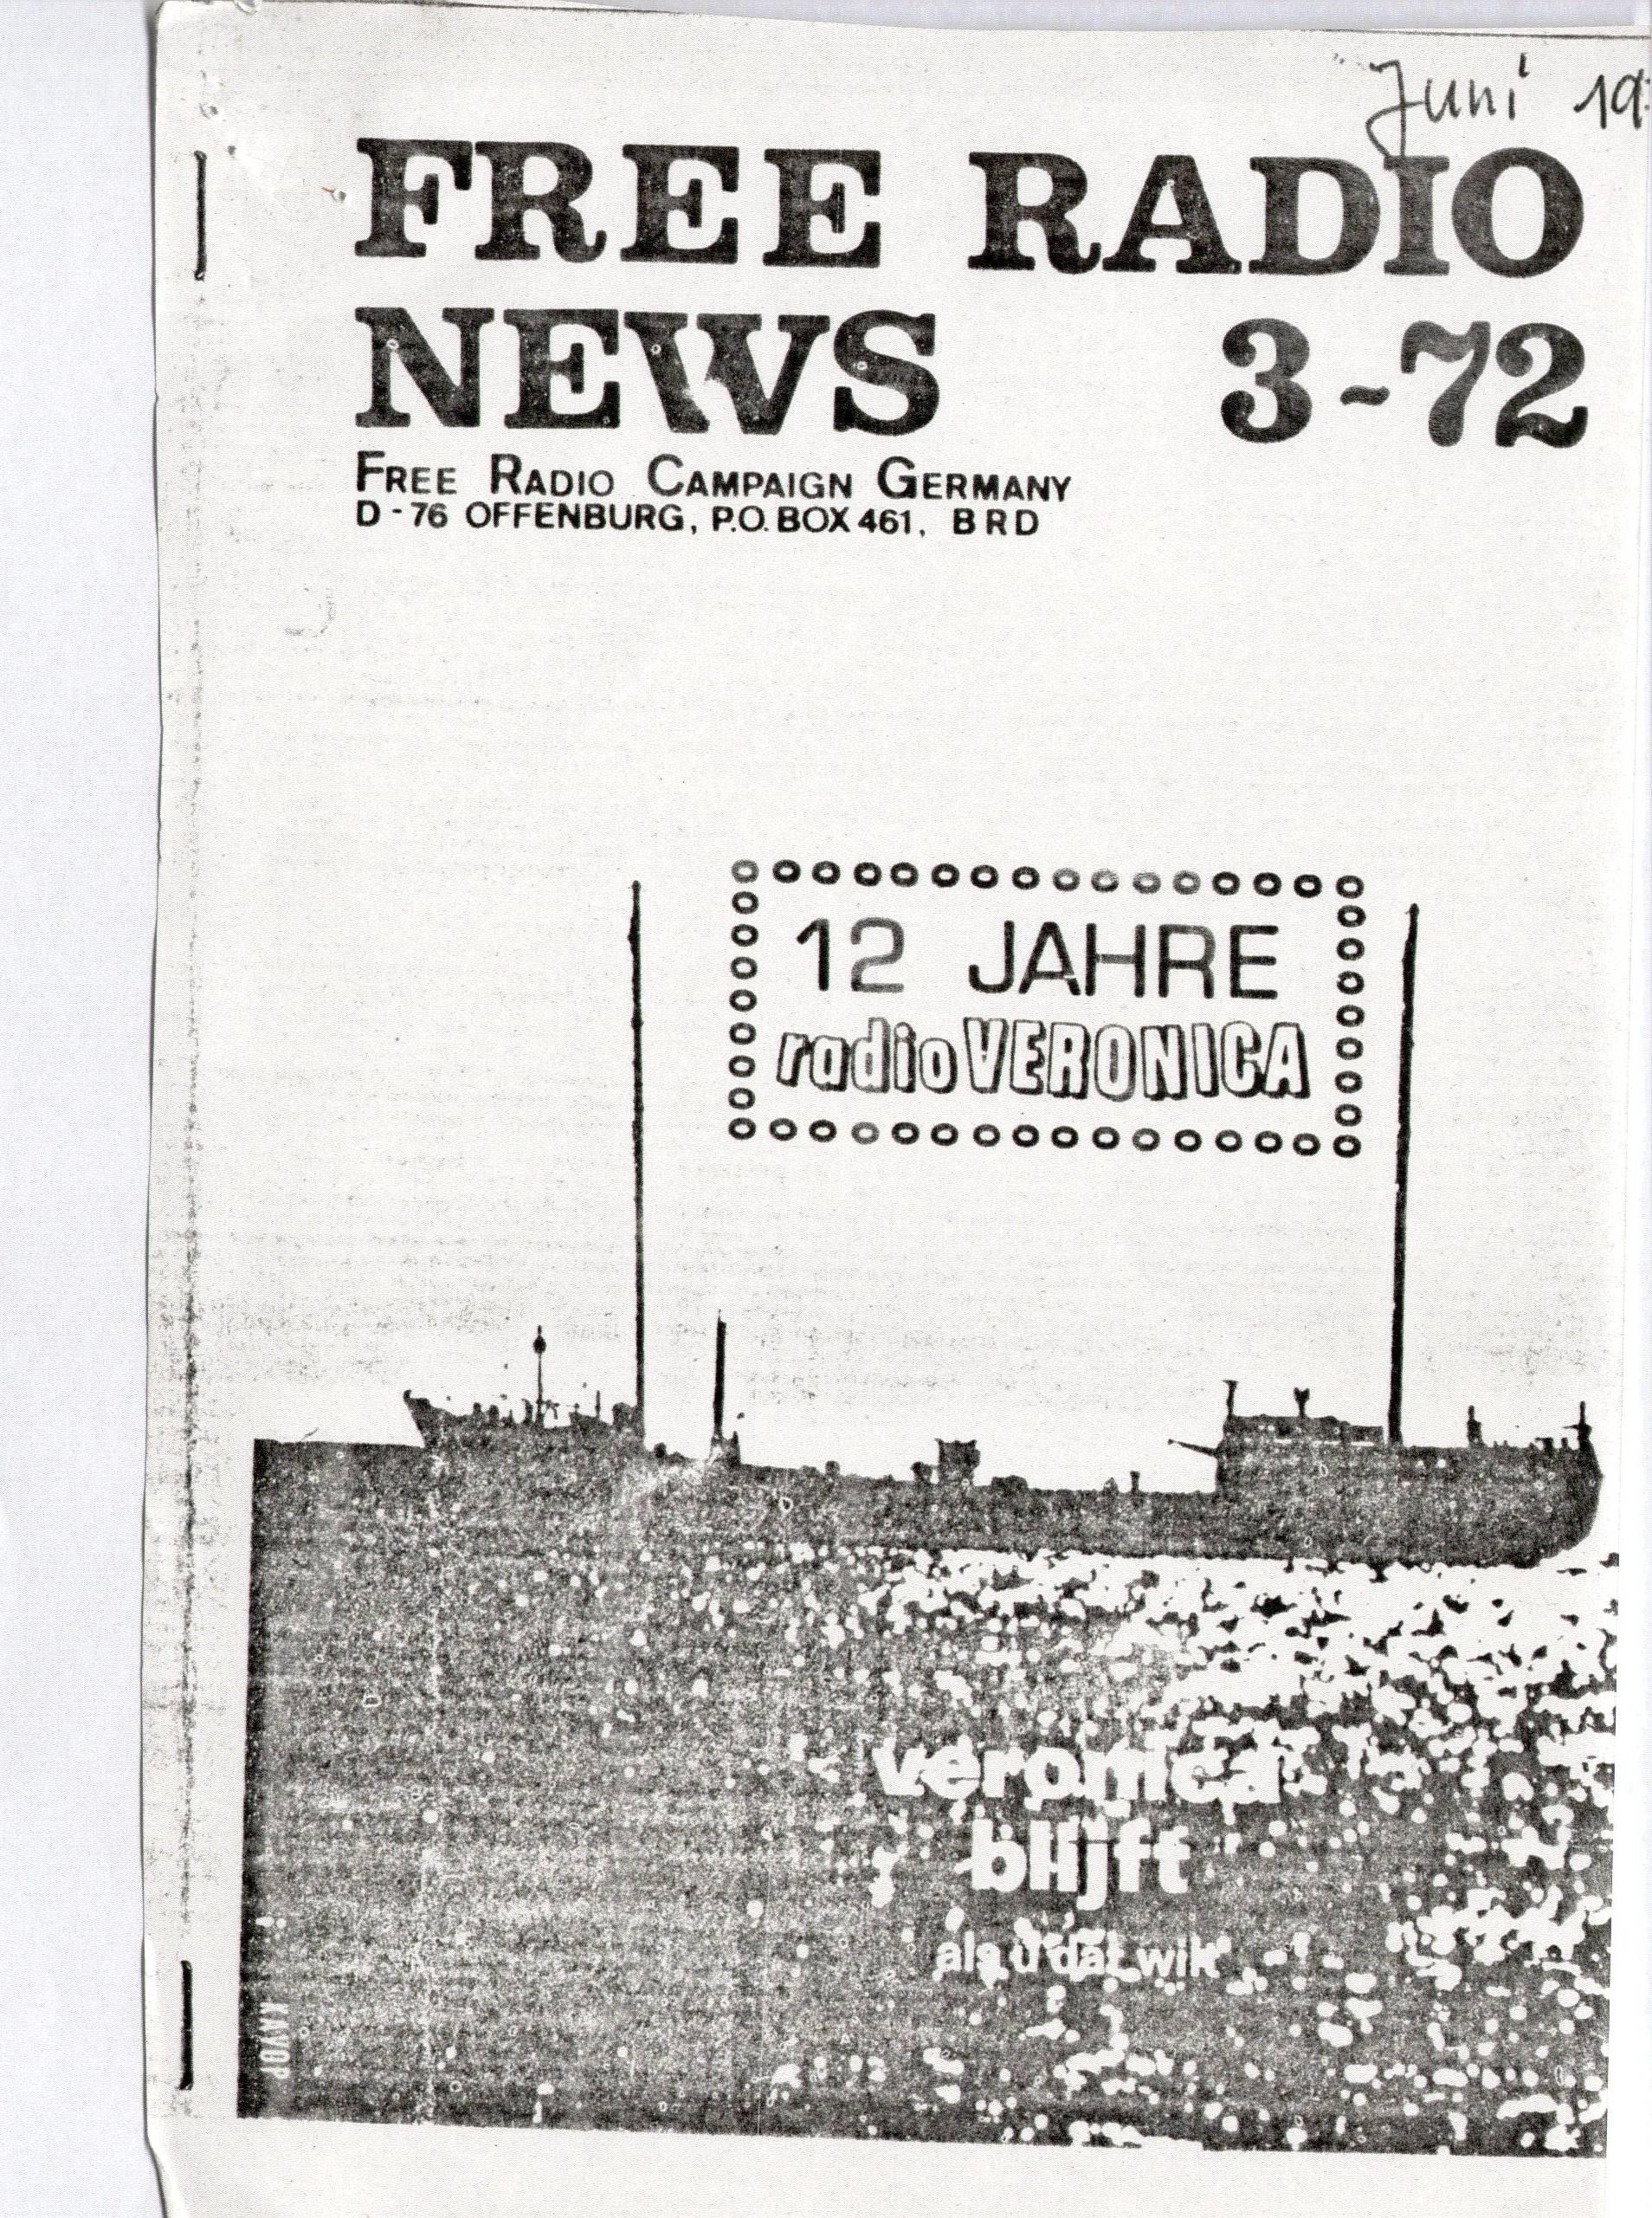 Juni 19
FREE RADIO
NEWS 3-72
FREE RADIO CAMPAIGN GERMANY
D-76 OFFENBURG, P.O. BOX 461, BRD
12 JAHRE
radio VERONICA
veronica
blijft
als u dat wilt